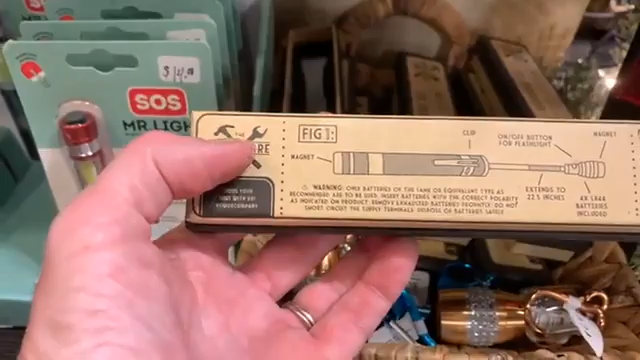 $ 14.00
SOS
MR. LIGH
THE
ORE
FIG 1:
MAGNET
CLIP
ON/OFF BUTTON
FOR FLASHLIGHT
MAGNET
EXTENDS TO
22.5 INCHES
4X LR44
BATTERIES
INCLUDED
⚠ WARNING: ONLY BATTERIES OF THE SAME OR EQUIVALENT TYPE AS
RECOMMENDED ARE TO BE USED. INSERT BATTERIES WITH THE CORRECT POLARITY
AS INDICATED ON PRODUCT. REMOVE EXHAUSTED BATTERIES PROMPTLY. DO NOT
SHORT CIRCUIT THE SUPPLY TERMINALS. DISPOSE OF BATTERIES SAFELY